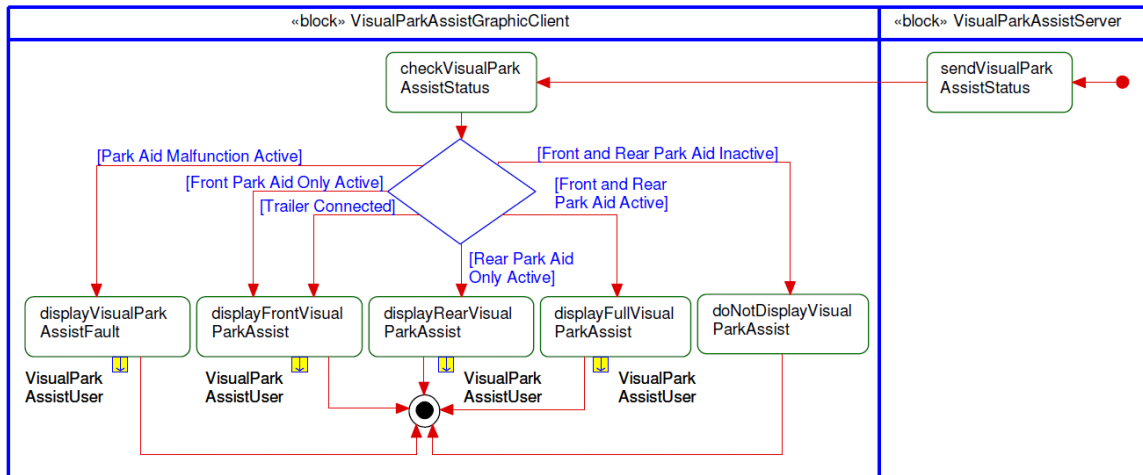 «block» VisualParkAssistGraphicClient
«block» VisualParkAssistServer
checkVisualPark
AssistStatus
sendVisualPark
AssistStatus
[Park Aid Malfunction Active]
[Front and Rear Park Aid Inactive]
[Front Park Aid Only Active]
[Front and Rear
Park Aid Active]
[Trailer Connected]
[Rear Park Aid
Only Active]
displayVisualPark
AssistFault
displayFrontVisual
ParkAssist
displayRearVisual
ParkAssist
displayFullVisual
ParkAssist
doNotDisplayVisual
ParkAssist
VisualPark
AssistUser
VisualPark
AssistUser
VisualPark
AssistUser
VisualPark
AssistUser